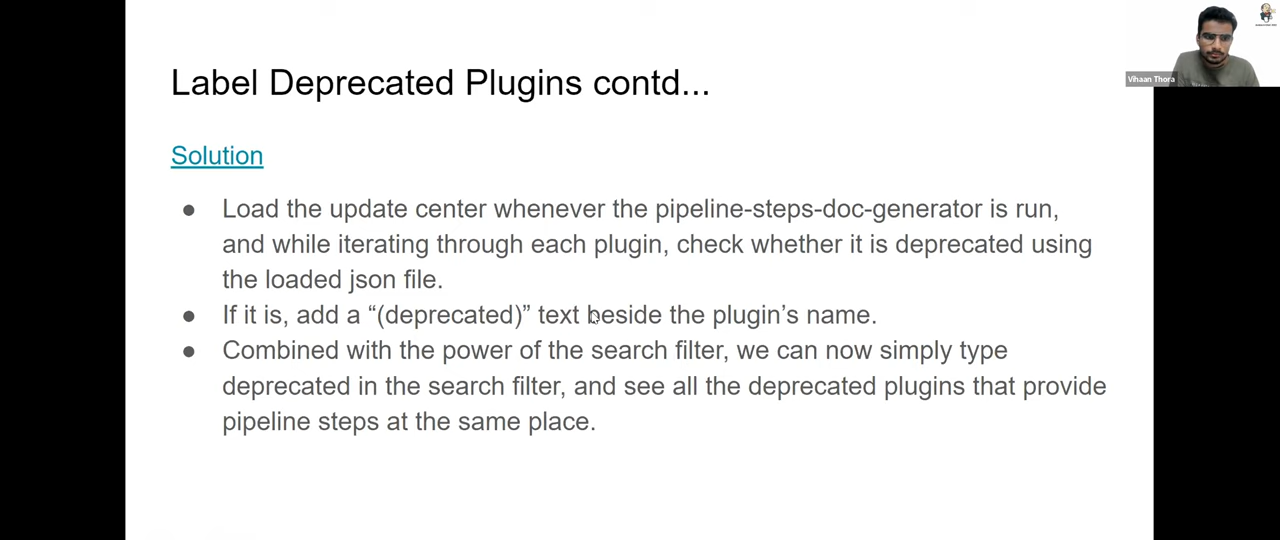 Label Deprecated Plugins contd...
Vihaan Thora
Solution
● Load the update center whenever the pipeline-steps-doc-generator is run,
and while iterating through each plugin, check whether it is deprecated using
the loaded json file.
● If it is, add a “(deprecated)” text beside the plugin’s name.
● Combined with the power of the search filter, we can now simply type
deprecated in the search filter, and see all the deprecated plugins that provide
pipeline steps at the same place.